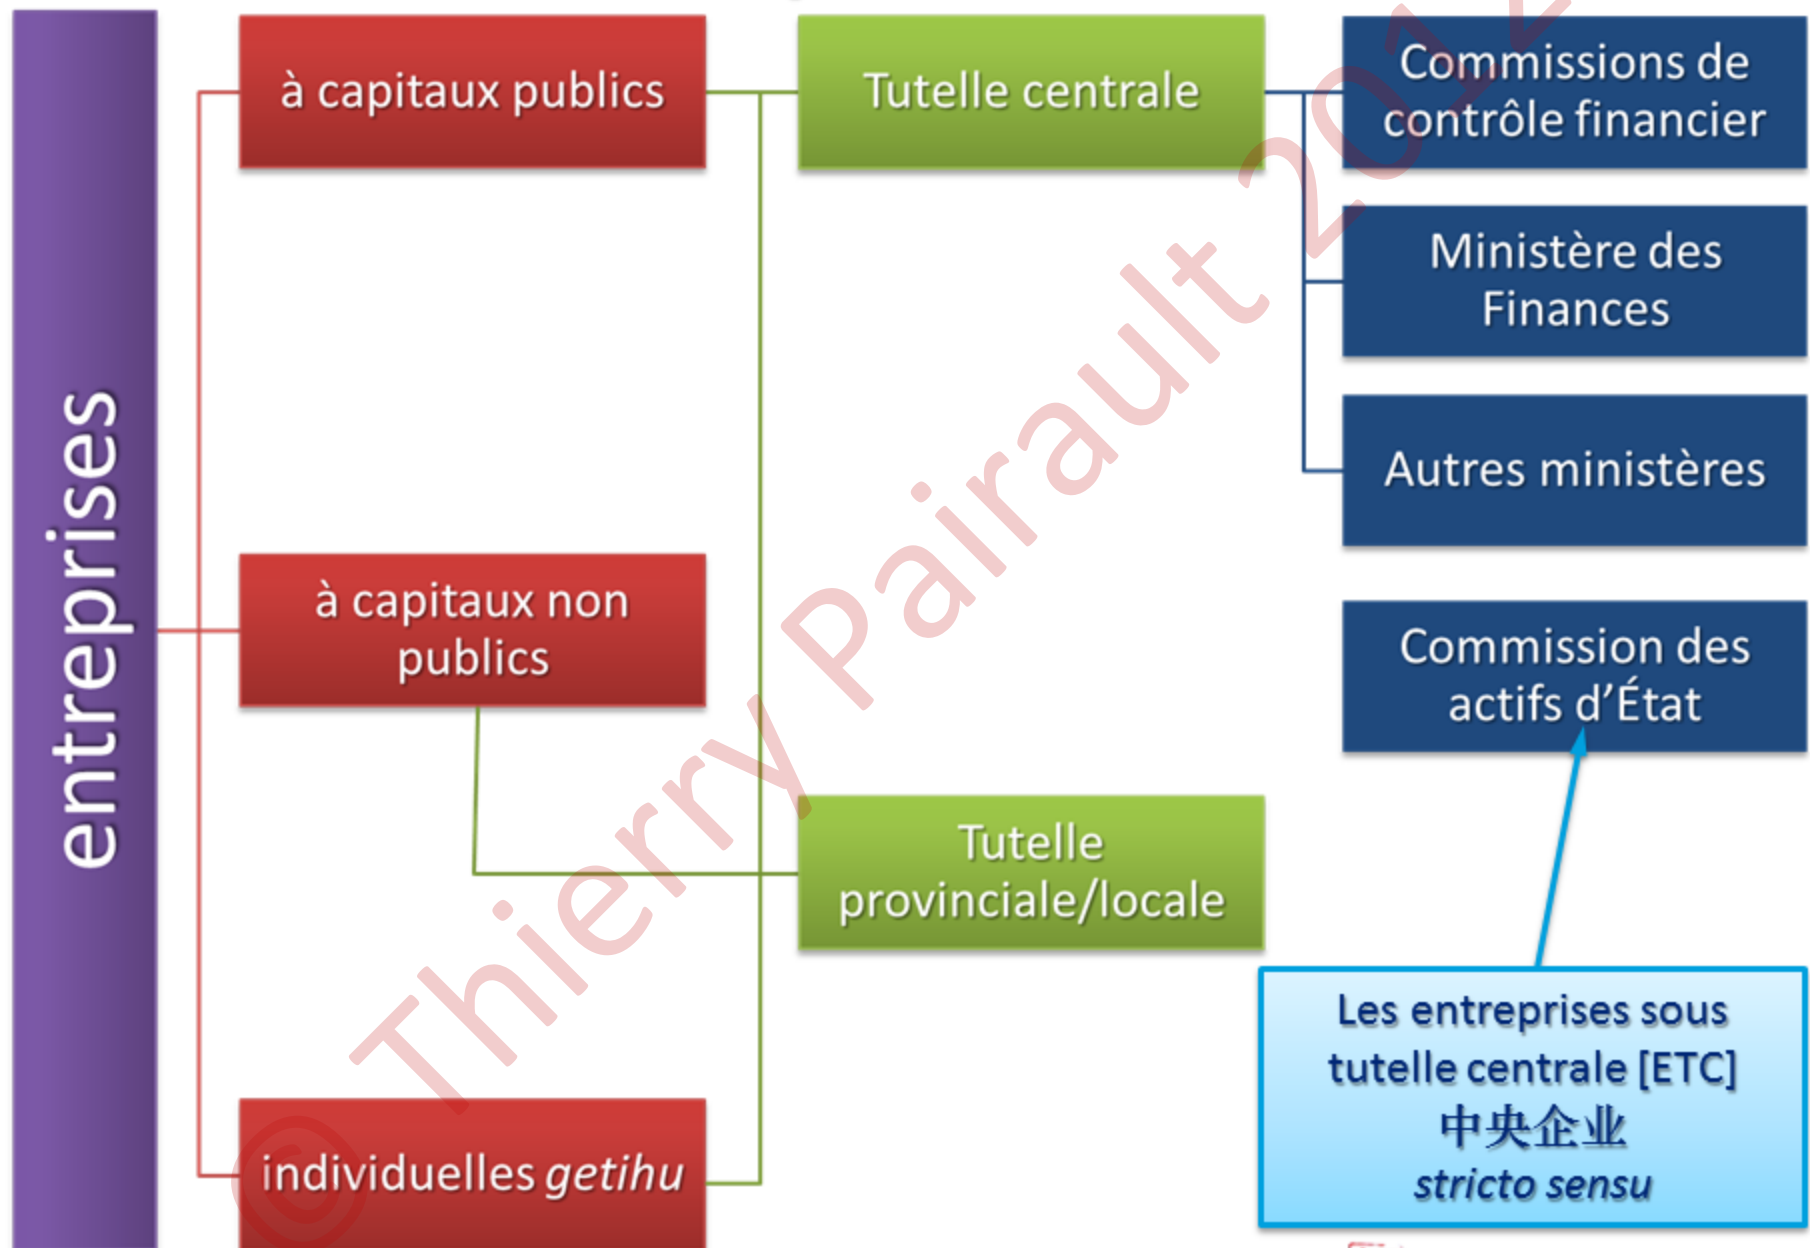 entreprises
à capitaux publics
à capitaux non
publics
individuelles getihu
Tutelle centrale
Tutelle
provinciale/locale
Commissions de
contrôle financier
Ministère des
Finances
Autres ministères
Commission des
actifs d’État
Les entreprises sous
tutelle centrale [ETC]
中央企业
stricto sensu
© Thierry Pairault 2012